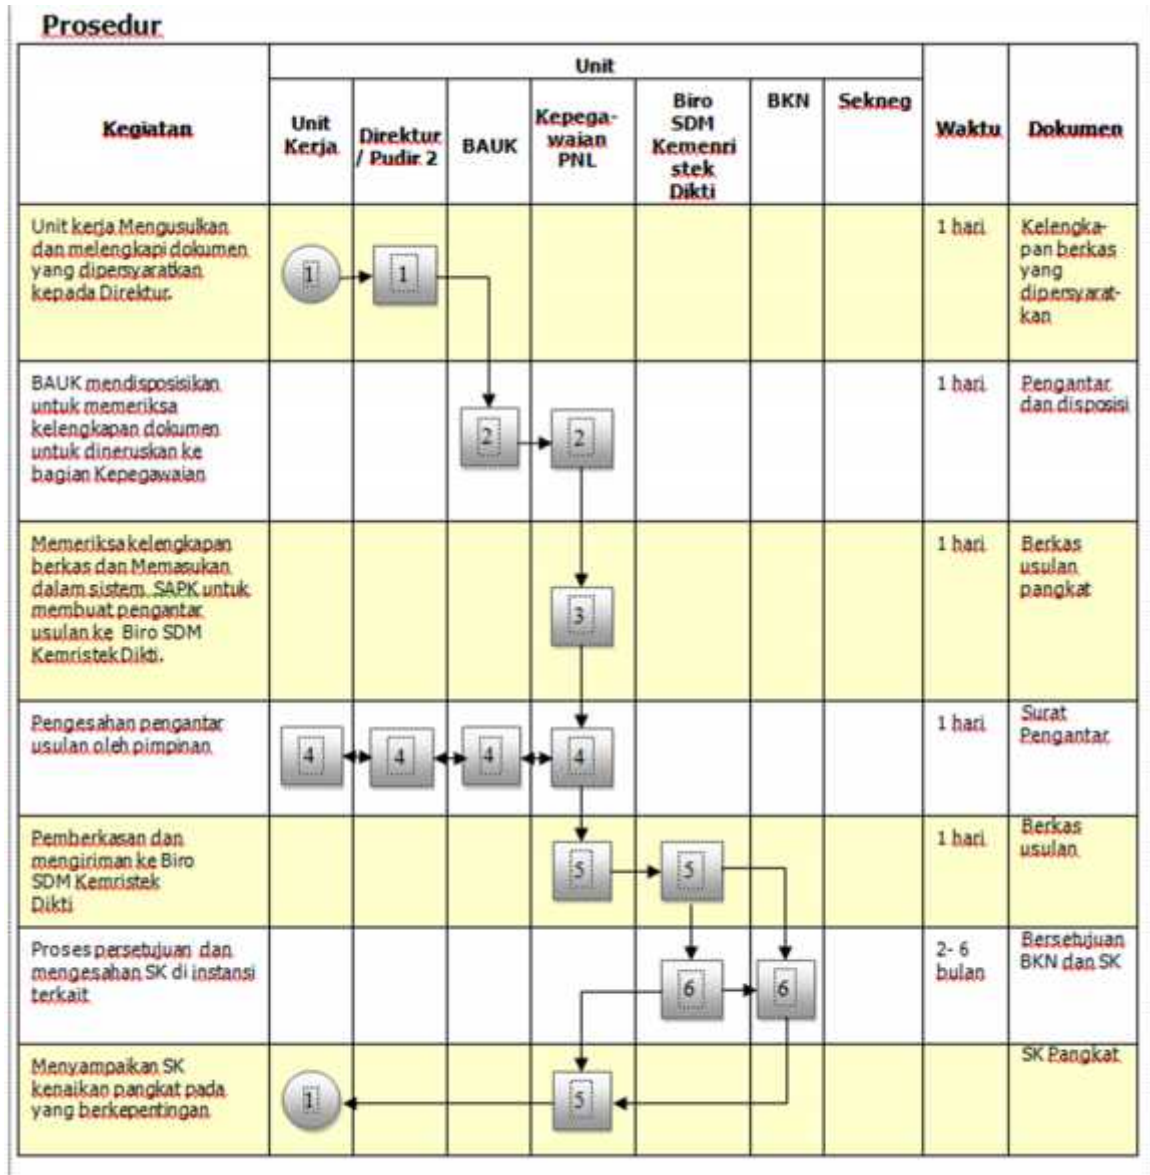 Prosedur
Unit
Kegiatan
Unit
Kerja
Direktur
/ Pudir 2
BAUK
Kepega-
waian
PNL
Biro
SDM
Kemenri
stek
Dikti
BKN
Sekneg
Waktu
Dokumen
Unit kerja Mengusulkan
dan melengkapi dokumen
yang dipersyaratkan
kepada Direktur.
1
1
1 hari
Kelengka-
pan berkas
yang
dipersyarat-
kan
BAUK mendisposisikan
untuk memeriksa
kelengkapan dokumen
untuk dineruskan ke
bagian Kepegawaian
2
2
1 hari
Pengantar
dan disposisi
Memeriksa kelengkapan
berkas dan Memasukan
dalam sistem SAPK untuk
membuat pengantar
usulan ke Biro SDM
Kemristek Dikti.
3
1 hari
Berkas
usulan
pangkat
Pengesahan pengantar
usulan oleh pimpinan
4
4
4
4
1 hari
Surat
Pengantar
Pemberkasan dan
mengiriman ke Biro
SDM Kemristek
Dikti
5
5
1 hari
Berkas
usulan
Proses persetujuan dan
mengesahan SK di instansi
terkait
6
6
2- 6
bulan
Bersetujuan
BKN dan SK
Menyampaikan SK
kenaikan pangkat pada
yang berkepentingan
1
5
SK Pangkat